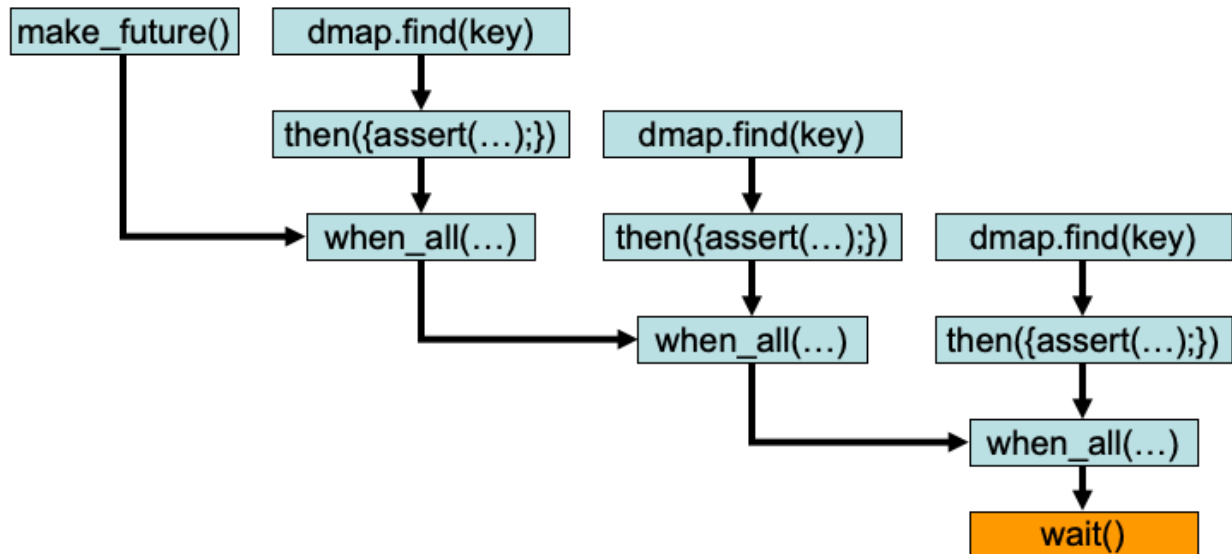 make_future()
dmap.find(key)
then({assert(…);})
dmap.find(key)
when_all(…)
then({assert(…);})
dmap.find(key)
when_all(…)
then({assert(…);})
when_all(…)
wait()